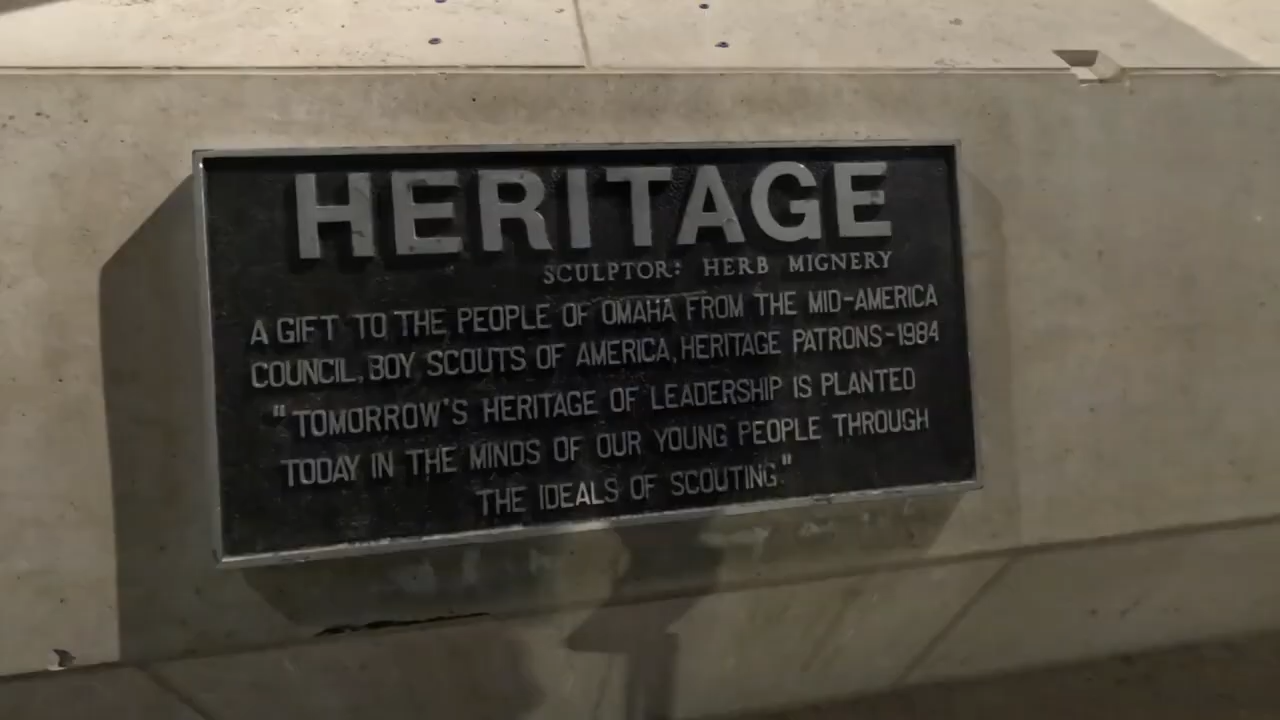 HERITAGE
SCULPTOR: HERB MIGNERY
A GIFT TO THE PEOPLE OF OMAHA FROM THE MID-AMERICA
COUNCIL, BOY SCOUTS OF AMERICA, HERITAGE PATRONS-1984
"TOMORROW'S HERITAGE OF LEADERSHIP IS PLANTED
TODAY IN THE MINDS OF OUR YOUNG PEOPLE THROUGH
THE IDEALS OF SCOUTING"